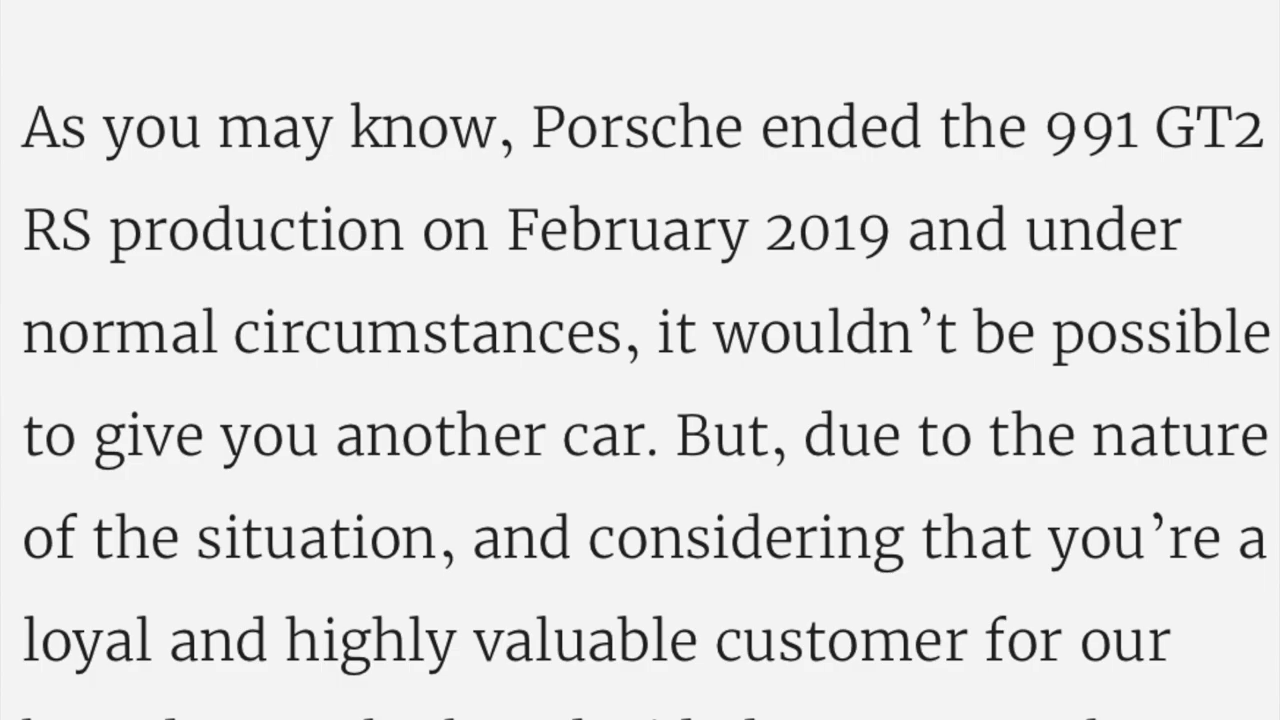 As you may know, Porsche ended the 991 GT2
RS production on February 2019 and under
normal circumstances, it wouldn’t be possible
to give you another car. But, due to the nature
of the situation, and considering that you’re a
loyal and highly valuable customer for our